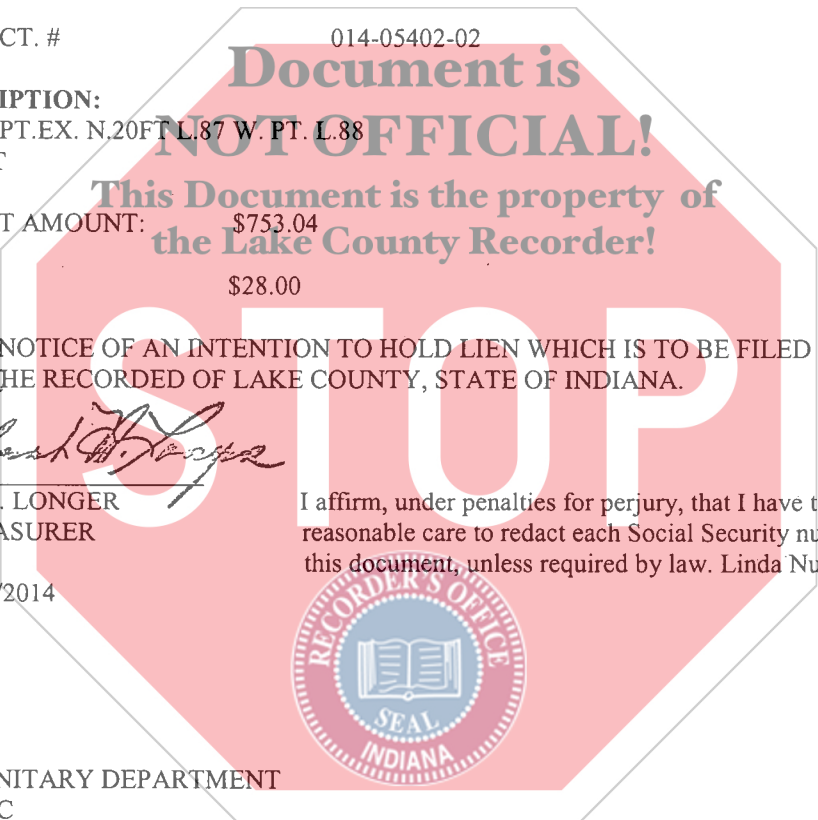 CT. # 014-05402-02
Document is
IPTION:
PT.EX. N.20FT L.87 W. PT. L.88
NOT OFFICIAL!
T
This Document is the property of
T AMOUNT: $753.04
the Lake County Recorder!
$28.00
STOP
NOTICE OF AN INTENTION TO HOLD LIEN WHICH IS TO BE FILED
HE RECORDED OF LAKE COUNTY, STATE OF INDIANA.
. LONGER
ASURER
I affirm, under penalties for perjury, that I have t
reasonable care to redact each Social Security nu
this document, unless required by law. Linda Nu
/2014
RECORDER'S OFFICE
SEAL
INDIANA
NITARY DEPARTMENT
C